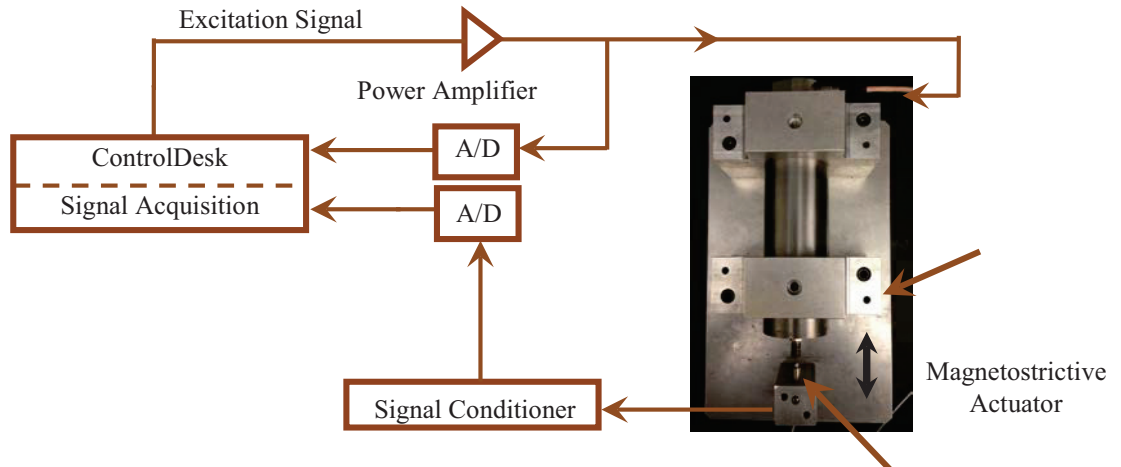 Excitation Signal
Power Amplifier
A/D
ControlDesk
A/D
Signal Acquisition
Signal Conditioner
Magnetostrictive
Actuator